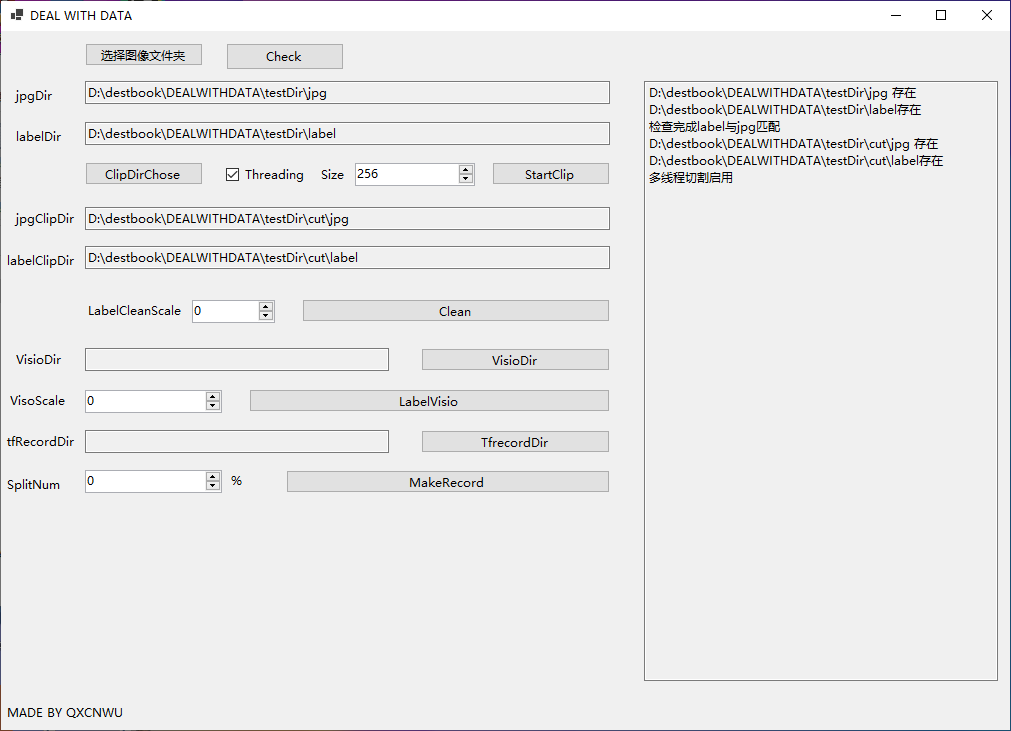 DEAL WITH DATA
选择图像文件夹
Check
jpgDir
D:\destbook\DEALWITHDATA\testDir\jpg
labelDir
D:\destbook\DEALWITHDATA\testDir\label
ClipDirChose
Threading
Size
256
StartClip
jpgClipDir
D:\destbook\DEALWITHDATA\testDir\cut\jpg
labelClipDir
D:\destbook\DEALWITHDATA\testDir\cut\label
LabelCleanScale
0
Clean
VisioDir
VisioDir
VisoScale
0
LabelVisio
tfRecordDir
TfrecordDir
SplitNum
0
%
MakeRecord
D:\destbook\DEALWITHDATA\testDir\jpg 存在
D:\destbook\DEALWITHDATA\testDir\label存在
检查完成label与jpg匹配
D:\destbook\DEALWITHDATA\testDir\cut\jpg 存在
D:\destbook\DEALWITHDATA\testDir\cut\label存在
多线程切割启用
MADE BY QXCNWU